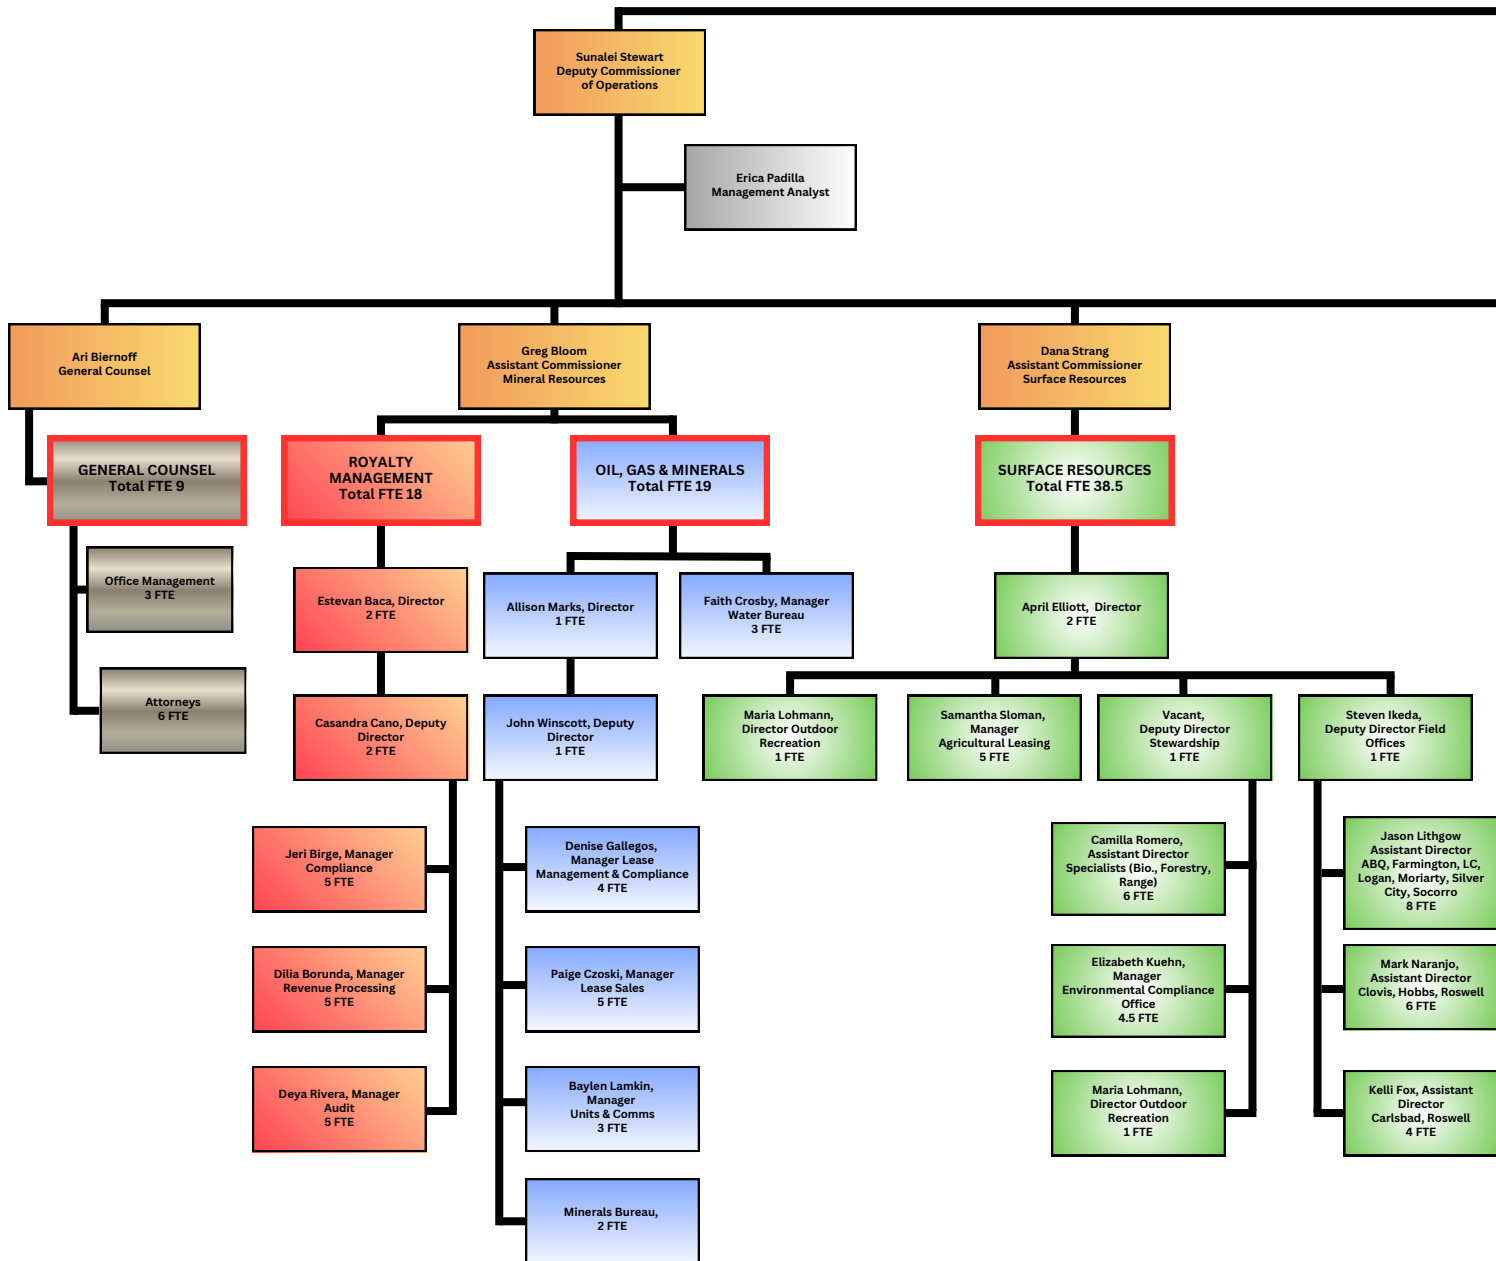 Sunalei Stewart
Deputy Commissioner
of Operations
Erica Padilla
Management Analyst
Ari Biernoff
General Counsel
Greg Bloom
Assistant Commissioner
Mineral Resources
Dana Strang
Assistant Commissioner
Surface Resources
GENERAL COUNSEL
Total FTE 9
ROYALTY
MANAGEMENT
Total FTE 18
OIL, GAS & MINERALS
Total FTE 19
SURFACE RESOURCES
Total FTE 38.5
Office Management
3 FTE
Attorneys
6 FTE
Estevan Baca, Director
2 FTE
Casandra Cano, Deputy
Director
2 FTE
Jeri Birge, Manager
Compliance
5 FTE
Dilia Borunda, Manager
Revenue Processing
5 FTE
Deya Rivera, Manager
Audit
5 FTE
Allison Marks, Director
1 FTE
Faith Crosby, Manager
Water Bureau
3 FTE
John Winscott, Deputy
Director
1 FTE
Denise Gallegos,
Manager Lease
Management & Compliance
4 FTE
Paige Czoski, Manager
Lease Sales
5 FTE
Baylen Lamkin,
Manager
Units & Comms
3 FTE
Minerals Bureau,
2 FTE
April Elliott, Director
2 FTE
Maria Lohmann,
Director Outdoor
Recreation
1 FTE
Samantha Sloman,
Manager
Agricultural Leasing
5 FTE
Vacant,
Deputy Director
Stewardship
1 FTE
Steven Ikeda,
Deputy Director Field
Offices
1 FTE
Camilla Romero,
Assistant Director
Specialists (Bio., Forestry,
Range)
6 FTE
Elizabeth Kuehn,
Manager
Environmental Compliance
Office
4.5 FTE
Maria Lohmann,
Director Outdoor
Recreation
1 FTE
Jason Lithgow
Assistant Director
ABQ, Farmington, LC,
Logan, Moriarty, Silver
City, Socorro
8 FTE
Mark Naranjo,
Assistant Director
Clovis, Hobbs, Roswell
6 FTE
Kelli Fox, Assistant
Director
Carlsbad, Roswell
4 FTE